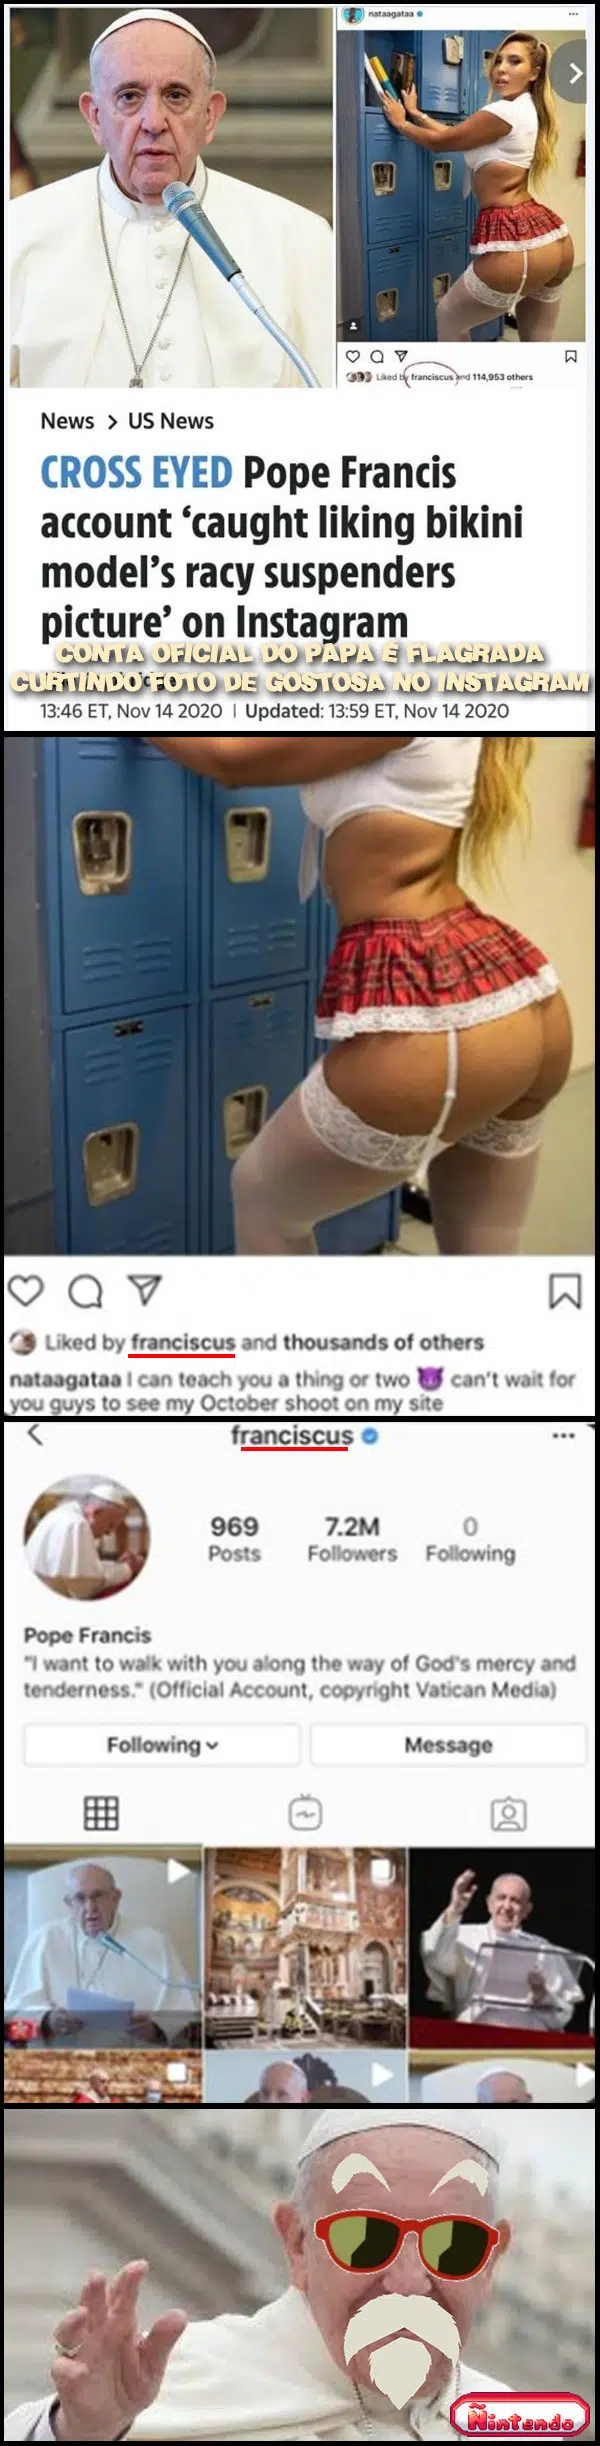 nataagataa
Liked by franciscus and 114,953 others
News > US News
CROSS EYED Pope Francis
account ‘caught liking bikini
model’s racy suspenders
picture’ on Instagram
CONTA OFICIAL DO PAPA É FLAGRADA
CURTINDO FOTO DE GOSTOSA NO INSTAGRAM
13:46 ET, Nov 14 2020 | Updated: 13:59 ET, Nov 14 2020
Liked by franciscus and thousands of others
nataagataa I can teach you a thing or two 😈 can't wait for
you guys to see my October shoot on my site
franciscus
969 7.2M 0
Posts Followers Following
Pope Francis
"I want to walk with you along the way of God's mercy and
tenderness." (Official Account, copyright Vatican Media)
Following Message
Ñintendo